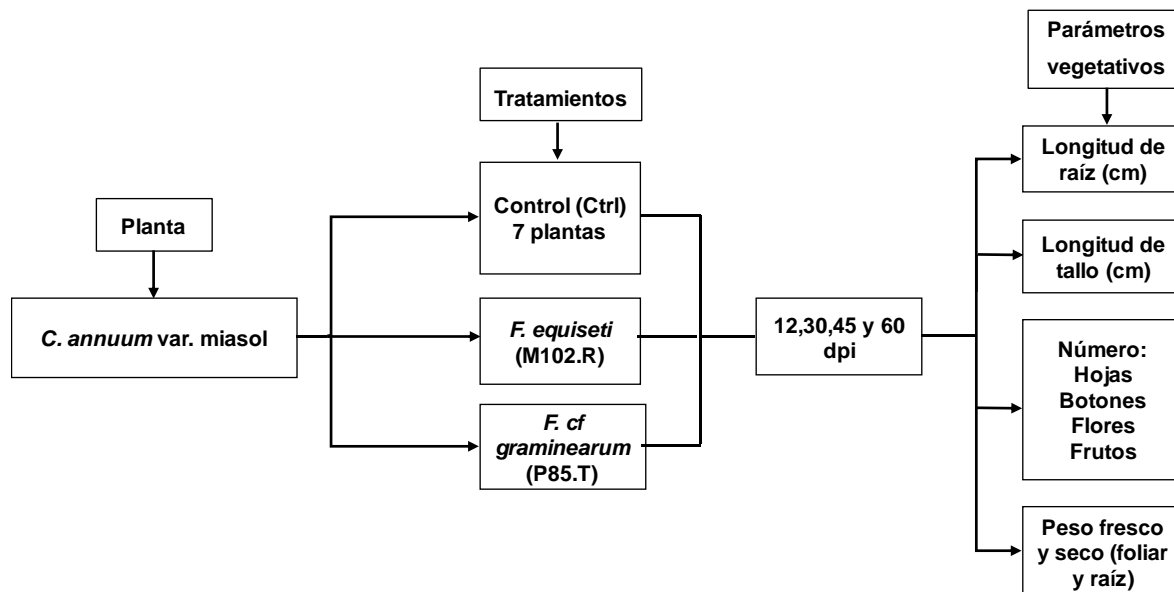 Planta
C. annuum var. miasol
Tratamientos
Control (Ctrl)
7 plantas
F. equiseti
(M102.R)
F. cf
graminearum
(P85.T)
12,30,45 y 60
dpi
Parámetros
vegetativos
Longitud de
raíz (cm)
Longitud de
tallo (cm)
Número:
Hojas
Botones
Flores
Frutos
Peso fresco
y seco (foliar
y raíz)